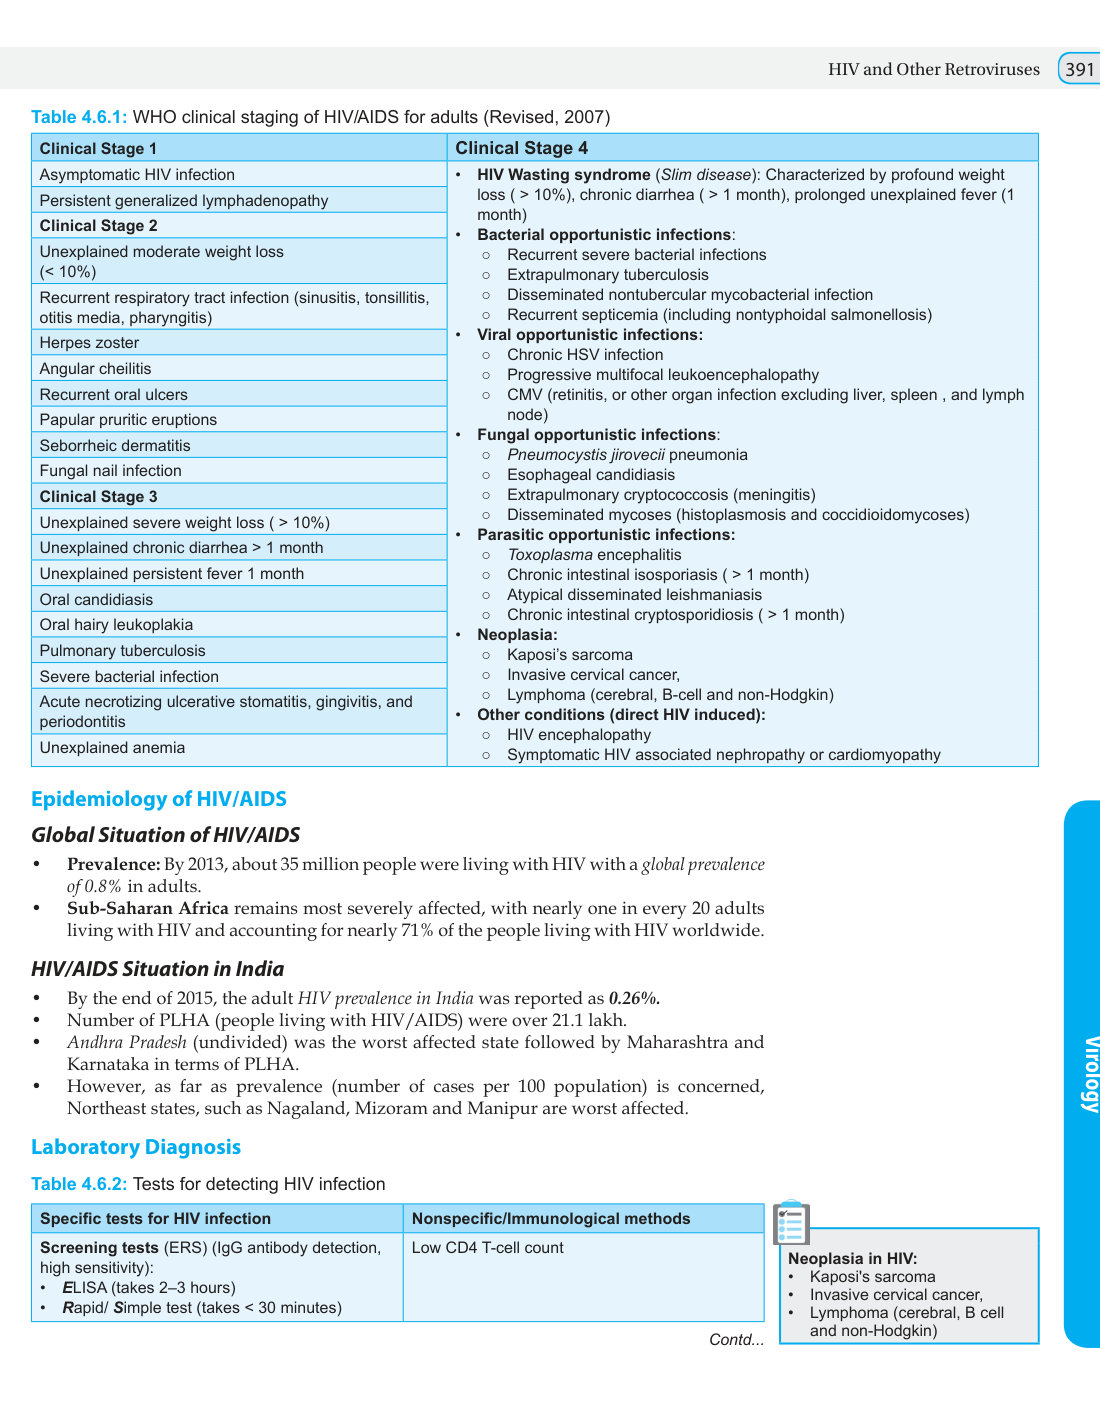 HIV and Other Retroviruses 391
Table 4.6.1: WHO clinical staging of HIV/AIDS for adults (Revised, 2007)
Clinical Stage 1
Asymptomatic HIV infection
Persistent generalized lymphadenopathy
Clinical Stage 2
Unexplained moderate weight loss
(< 10%)
Recurrent respiratory tract infection (sinusitis, tonsillitis,
otitis media, pharyngitis)
Herpes zoster
Angular cheilitis
Recurrent oral ulcers
Papular pruritic eruptions
Seborrheic dermatitis
Fungal nail infection
Clinical Stage 3
Unexplained severe weight loss ( > 10%)
Unexplained chronic diarrhea > 1 month
Unexplained persistent fever 1 month
Oral candidiasis
Oral hairy leukoplakia
Pulmonary tuberculosis
Severe bacterial infection
Acute necrotizing ulcerative stomatitis, gingivitis, and
periodontitis
Unexplained anemia
Clinical Stage 4
• HIV Wasting syndrome (Slim disease): Characterized by profound weight
loss ( > 10%), chronic diarrhea ( > 1 month), prolonged unexplained fever (1
month)
• Bacterial opportunistic infections:
○ Recurrent severe bacterial infections
○ Extrapulmonary tuberculosis
○ Disseminated nontubercular mycobacterial infection
○ Recurrent septicemia (including nontyphoidal salmonellosis)
• Viral opportunistic infections:
○ Chronic HSV infection
○ Progressive multifocal leukoencephalopathy
○ CMV (retinitis, or other organ infection excluding liver, spleen , and lymph
node)
• Fungal opportunistic infections:
○ Pneumocystis jirovecii pneumonia
○ Esophageal candidiasis
○ Extrapulmonary cryptococcosis (meningitis)
○ Disseminated mycoses (histoplasmosis and coccidioidomycoses)
• Parasitic opportunistic infections:
○ Toxoplasma encephalitis
○ Chronic intestinal isosporiasis ( > 1 month)
○ Atypical disseminated leishmaniasis
○ Chronic intestinal cryptosporidiosis ( > 1 month)
• Neoplasia:
○ Kaposi's sarcoma
○ Invasive cervical cancer,
○ Lymphoma (cerebral, B-cell and non-Hodgkin)
• Other conditions (direct HIV induced):
○ HIV encephalopathy
○ Symptomatic HIV associated nephropathy or cardiomyopathy
Epidemiology of HIV/AIDS
Global Situation of HIV/AIDS
• Prevalence: By 2013, about 35 million people were living with HIV with a global prevalence
of 0.8% in adults.
• Sub-Saharan Africa remains most severely affected, with nearly one in every 20 adults
living with HIV and accounting for nearly 71% of the people living with HIV worldwide.
HIV/AIDS Situation in India
• By the end of 2015, the adult HIV prevalence in India was reported as 0.26%.
• Number of PLHA (people living with HIV/AIDS) were over 21.1 lakh.
• Andhra Pradesh (undivided) was the worst affected state followed by Maharashtra and
Karnataka in terms of PLHA.
• However, as far as prevalence (number of cases per 100 population) is concerned,
Northeast states, such as Nagaland, Mizoram and Manipur are worst affected.
Laboratory Diagnosis
Table 4.6.2: Tests for detecting HIV infection
Specific tests for HIV infection
Nonspecific/Immunological methods
Screening tests (ERS) (IgG antibody detection,
high sensitivity):
• ELISA (takes 2–3 hours)
• Rapid/ Simple test (takes < 30 minutes)
Low CD4 T-cell count
Contd...
Neoplasia in HIV:
• Kaposi's sarcoma
• Invasive cervical cancer,
• Lymphoma (cerebral, B cell
and non-Hodgkin)
Virology